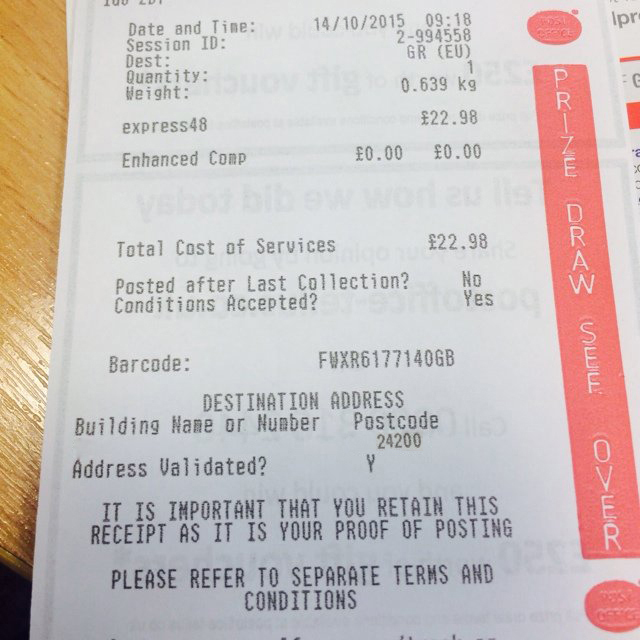 Date and Time: 14/10/2015 09:18
Session ID: 2-994558
Dest: GR (EU)
Quantity: 1
Weight: 0.639 kg
express48 £22.98
Enhanced Comp £0.00 £0.00
Total Cost of Services £22.98
Posted after Last Collection? No
Conditions Accepted? Yes
Barcode: FWXR6177140GB
DESTINATION ADDRESS
Building Name or Number Postcode
24200
Address Validated? Y
IT IS IMPORTANT THAT YOU RETAIN THIS
RECEIPT AS IT IS YOUR PROOF OF POSTING
PLEASE REFER TO SEPARATE TERMS AND
CONDITIONS
POST
OFFICE
PRIZE DRAW SEE OVER
POST
OFFICE